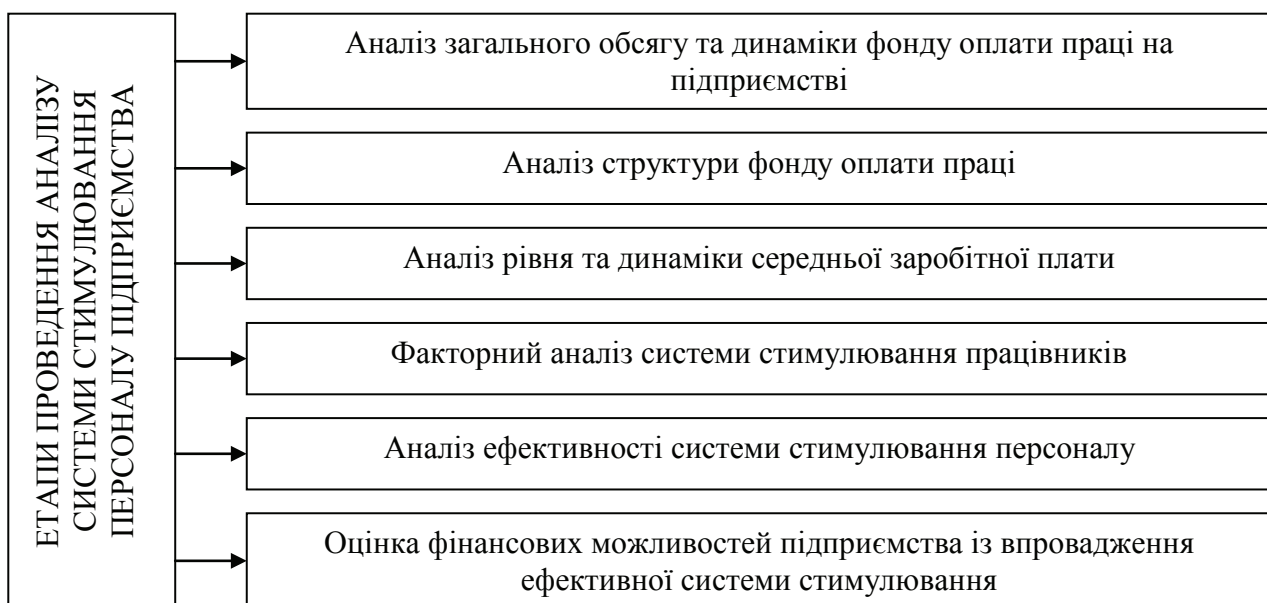 ЕТАПИ ПРОВЕДЕННЯ АНАЛІЗУ
СИСТЕМИ СТИМУЛЮВАННЯ
ПЕРСОНАЛУ ПІДПРИЄМСТВА
Аналіз загального обсягу та динаміки фонду оплати праці на
підприємстві
Аналіз структури фонду оплати праці
Аналіз рівня та динаміки середньої заробітної плати
Факторний аналіз системи стимулювання працівників
Аналіз ефективності системи стимулювання персоналу
Оцінка фінансових можливостей підприємства із впровадження
ефективної системи стимулювання